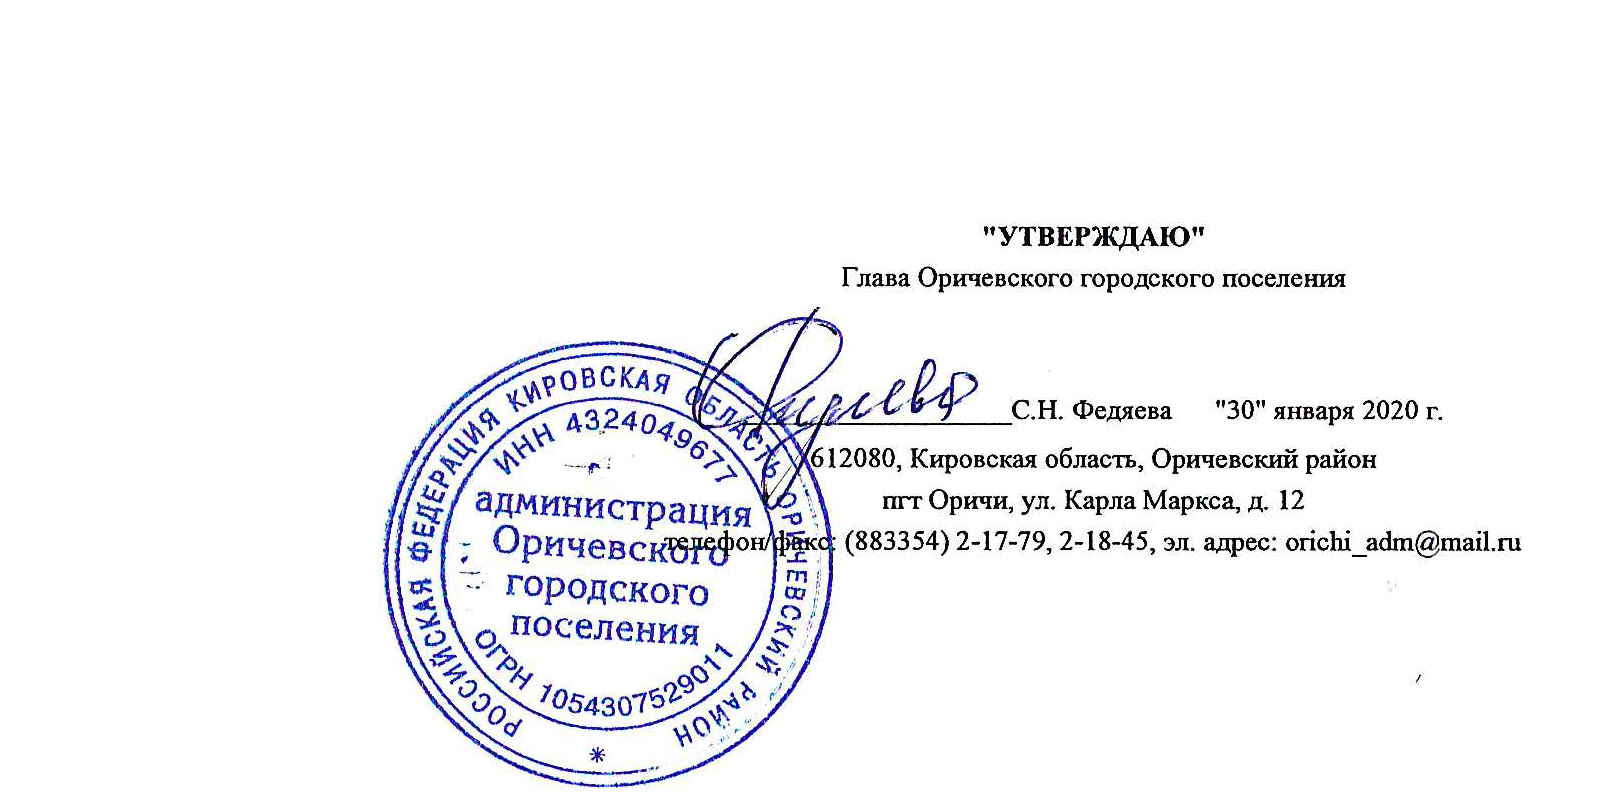 "УТВЕРЖДАЮ"
Глава Оричевского городского поселения
С.Н. Федяева "30" января 2020 г.
612080, Кировская область, Оричевский район
пгт Оричи, ул. Карла Маркса, д. 12
телефон/факс: (883354) 2-17-79, 2-18-45, эл. адрес: orichi_adm@mail.ru
РОССИЙСКАЯ ФЕДЕРАЦИЯ КИРОВСКАЯ ОБЛАСТЬ ОРИЧЕВСКИЙ РАЙОН
ИНН 4324049677
администрация
Оричевского
городского
поселения
ОГРН 1054307529011
*